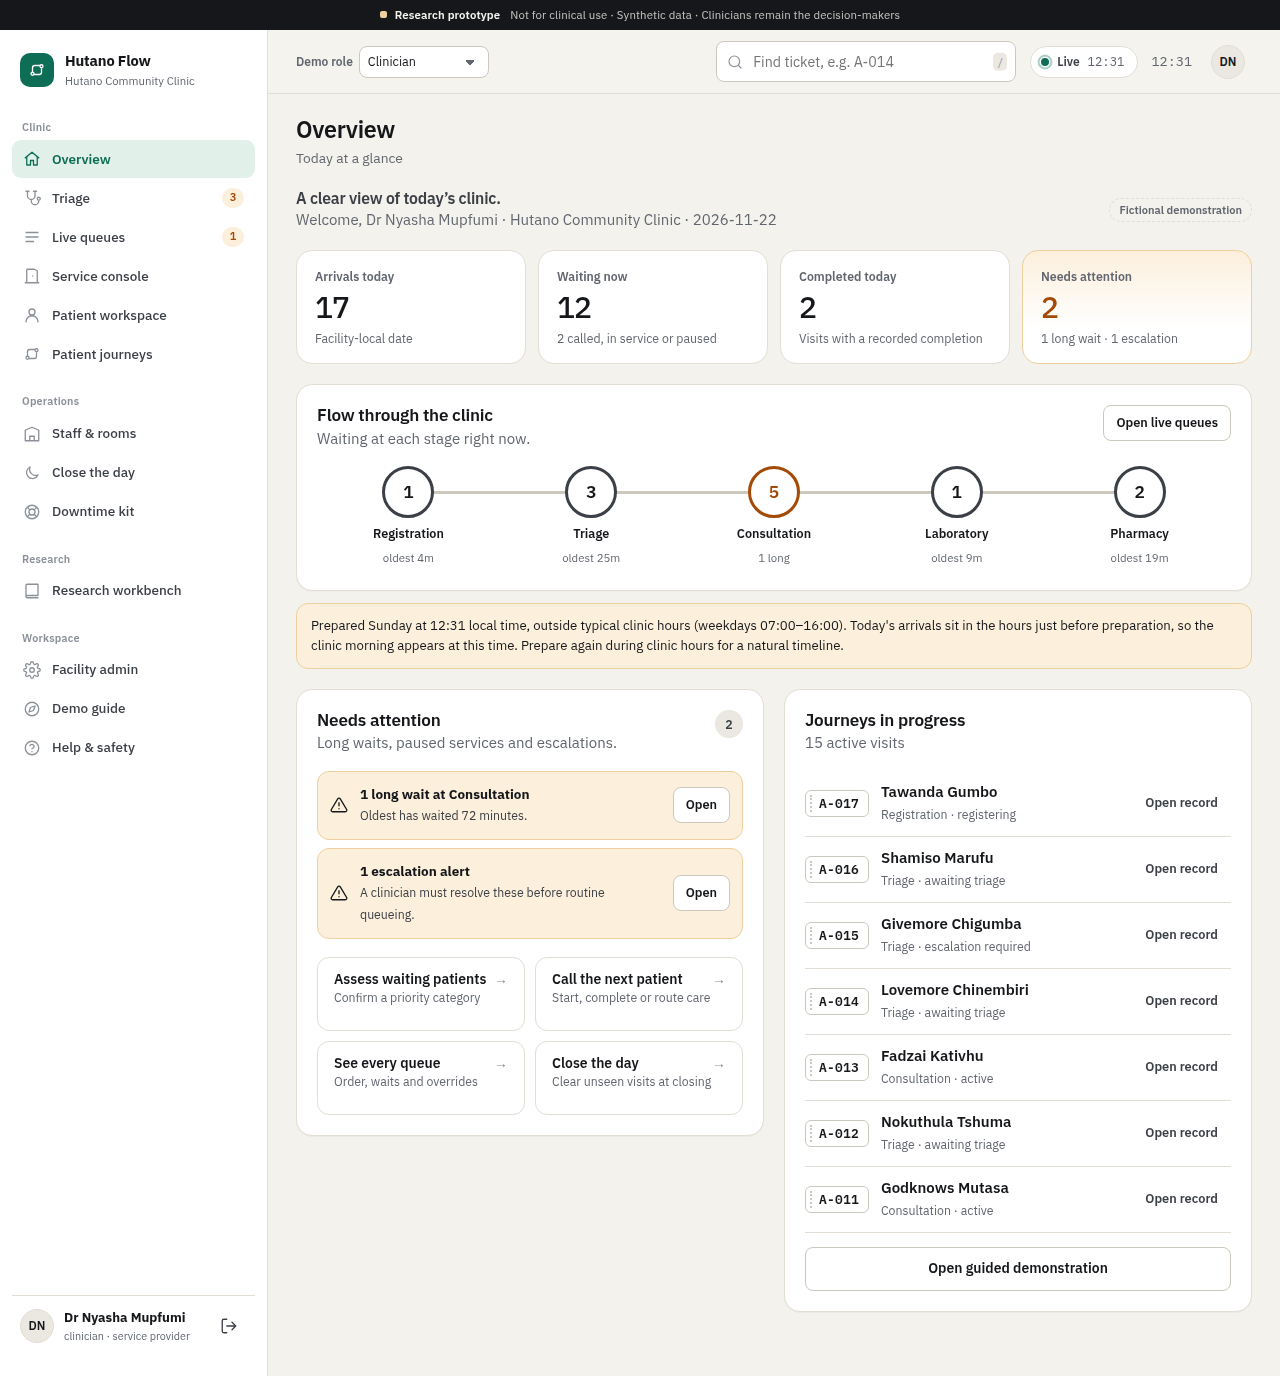 Research prototype Not for clinical use · Synthetic data · Clinicians remain the decision-makers
Hutano Flow
Hutano Community Clinic
Clinic
Overview
Triage 3
Live queues 1
Service console
Patient workspace
Patient journeys
Operations
Staff & rooms
Close the day
Downtime kit
Research
Research workbench
Workspace
Facility admin
Demo guide
Help & safety
DN
Dr Nyasha Mupfumi
clinician · service provider
Demo role Clinician
Find ticket, e.g. A-014 /
Live 12:31
12:31
DN
Overview
Today at a glance
A clear view of today’s clinic.
Welcome, Dr Nyasha Mupfumi · Hutano Community Clinic · 2026-11-22
Fictional demonstration
Arrivals today
17
Facility-local date
Waiting now
12
2 called, in service or paused
Completed today
2
Visits with a recorded completion
Needs attention
2
1 long wait · 1 escalation
Flow through the clinic
Waiting at each stage right now.
Open live queues
1
Registration
oldest 4m
3
Triage
oldest 25m
5
Consultation
1 long
1
Laboratory
oldest 9m
2
Pharmacy
oldest 19m
Prepared Sunday at 12:31 local time, outside typical clinic hours (weekdays 07:00–16:00). Today's arrivals sit in the hours just before preparation, so the
clinic morning appears at this time. Prepare again during clinic hours for a natural timeline.
Needs attention
Long waits, paused services and escalations.
2
1 long wait at Consultation
Oldest has waited 72 minutes.
Open
1 escalation alert
A clinician must resolve these before routine
queueing.
Open
Assess waiting patients →
Confirm a priority category
Call the next patient →
Start, complete or route care
See every queue →
Order, waits and overrides
Close the day →
Clear unseen visits at closing
Journeys in progress
15 active visits
A-017
Tawanda Gumbo
Registration · registering
Open record
A-016
Shamiso Marufu
Triage · awaiting triage
Open record
A-015
Givemore Chigumba
Triage · escalation required
Open record
A-014
Lovemore Chinembiri
Triage · awaiting triage
Open record
A-013
Fadzai Kativhu
Consultation · active
Open record
A-012
Nokuthula Tshuma
Triage · awaiting triage
Open record
A-011
Godknows Mutasa
Consultation · active
Open record
Open guided demonstration